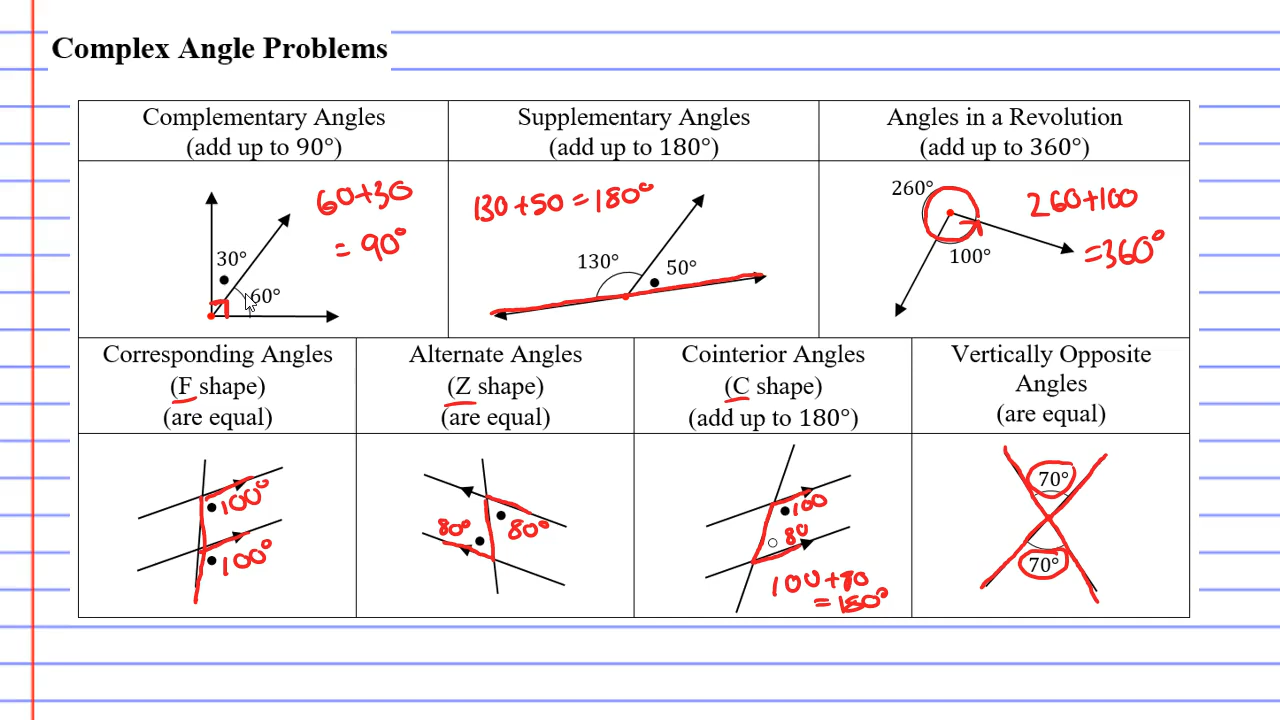 Complex Angle Problems
Complementary Angles
(add up to 90°)
Supplementary Angles
(add up to 180°)
Angles in a Revolution
(add up to 360°)
60+30
= 90°
30°
60°
130+50=180°
130°
50°
260°
260+100
=360°
100°
Corresponding Angles
(F shape)
(are equal)
Alternate Angles
(Z shape)
(are equal)
Cointerior Angles
(C shape)
(add up to 180°)
Vertically Opposite
Angles
(are equal)
100°
100°
80°
80°
100
80
100+80
= 180°
70°
70°